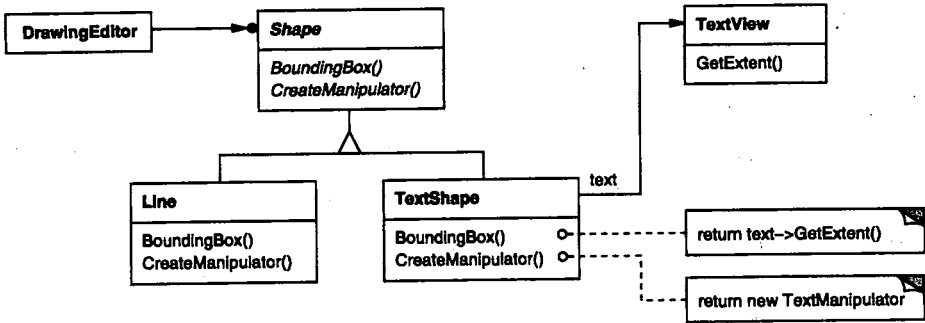 DrawingEditor
Shape
BoundingBox()
CreateManipulator()
TextView
GetExtent()
Line
BoundingBox()
CreateManipulator()
TextShape
BoundingBox()
CreateManipulator()
text
return text->GetExtent()
return new TextManipulator